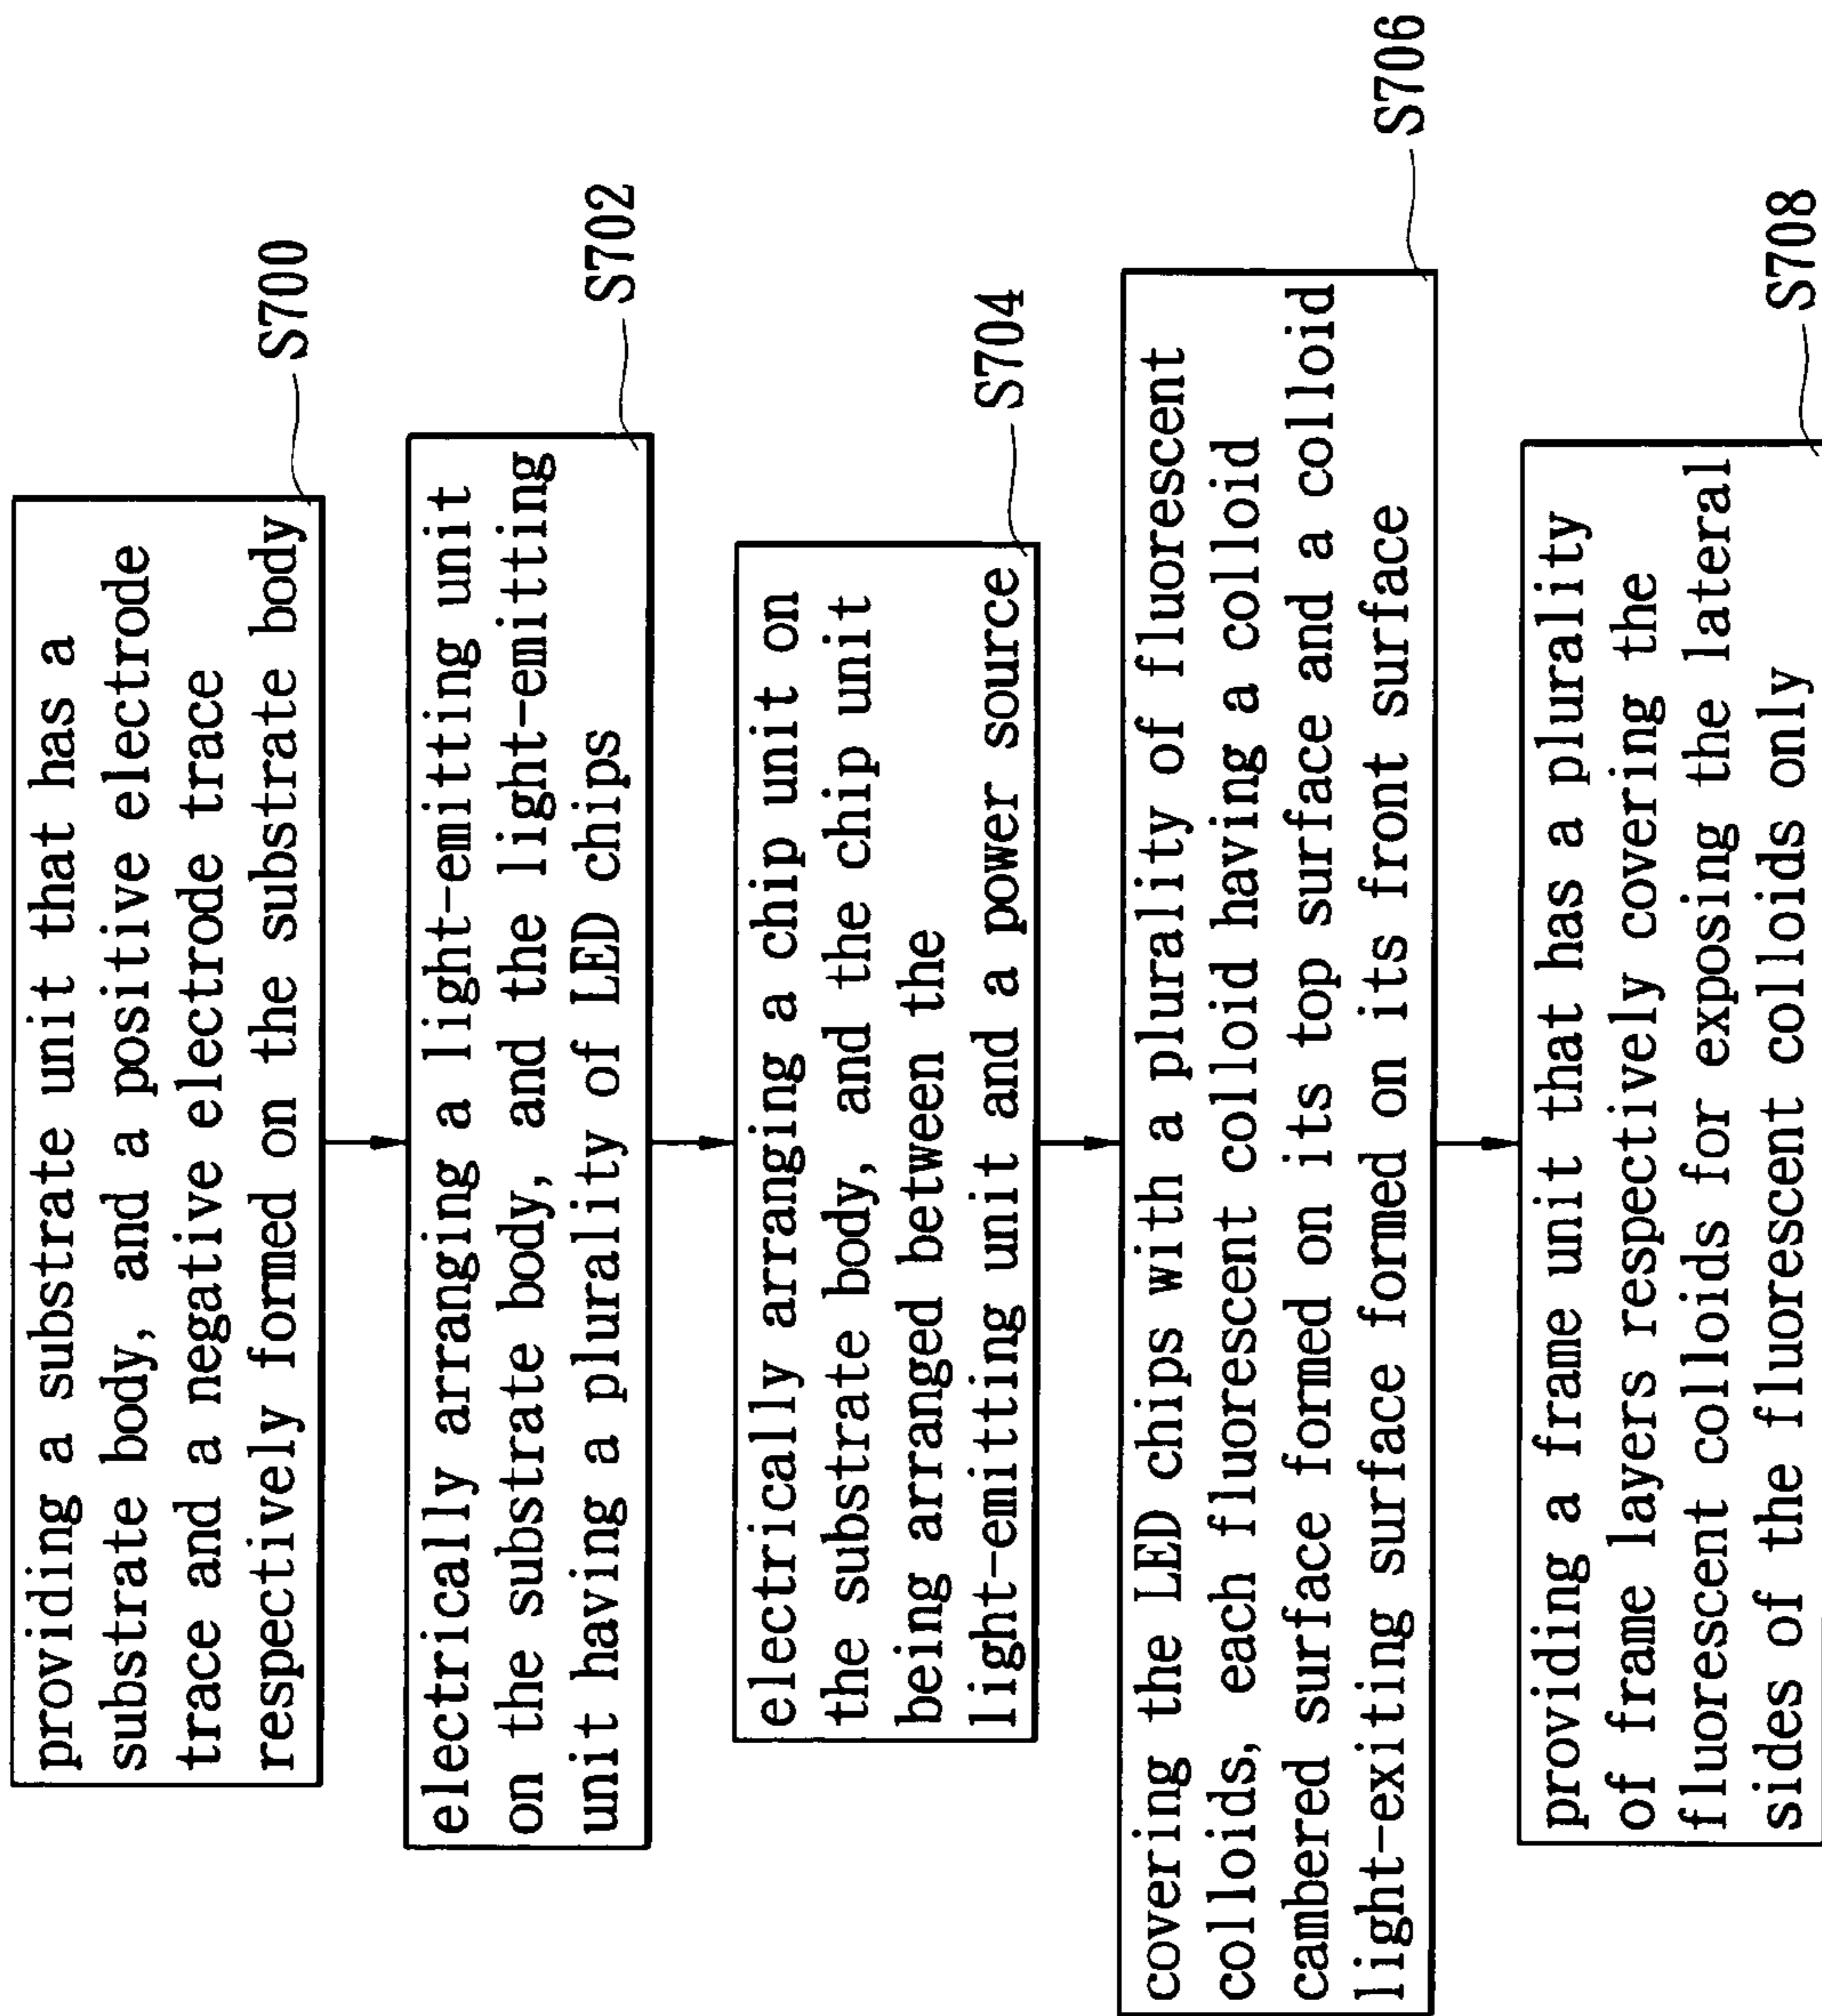 providing a substrate unit that has a
substrate body, and a positive electrode
trace and a negative electrode trace
respectively formed on the substrate body
S700
electrically arranging a light-emitting unit
on the substrate body, and the light-emitting
unit having a plurality of LED chips
S702
electrically arranging a chip unit on
the substrate body, and the chip unit
being arranged between the
light-emitting unit and a power source
S704
covering the LED chips with a plurality of fluorescent
colloids, each fluorescent colloid having a colloid
cambered surface formed on its top surface and a colloid
light-exiting surface formed on its front surface
S706
providing a frame unit that has a plurality
of frame layers respectively covering the
fluorescent colloids for exposing the lateral
sides of the fluorescent colloids only
S708